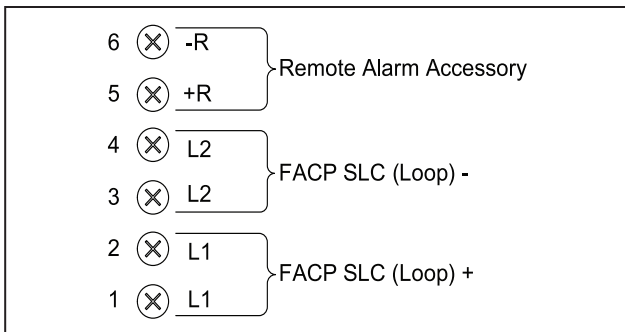 6 -R
Remote Alarm Accessory
5 +R
4 L2
FACP SLC (Loop) -
3 L2
2 L1
FACP SLC (Loop) +
1 L1